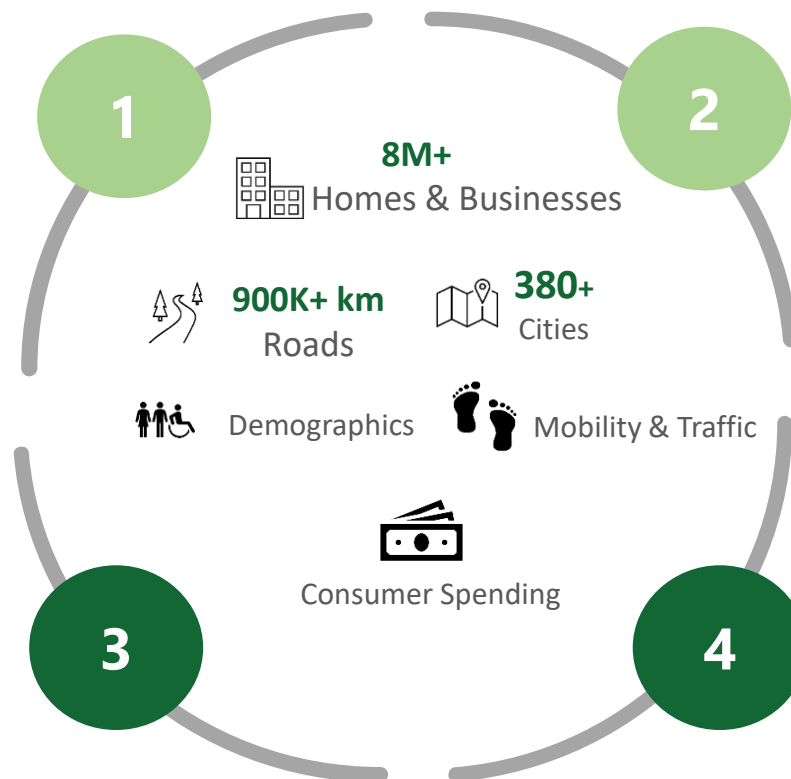 1
2
8M+
Homes & Businesses
900K+ km
Roads
380+
Cities
Demographics
Mobility & Traffic
Consumer Spending
3
4